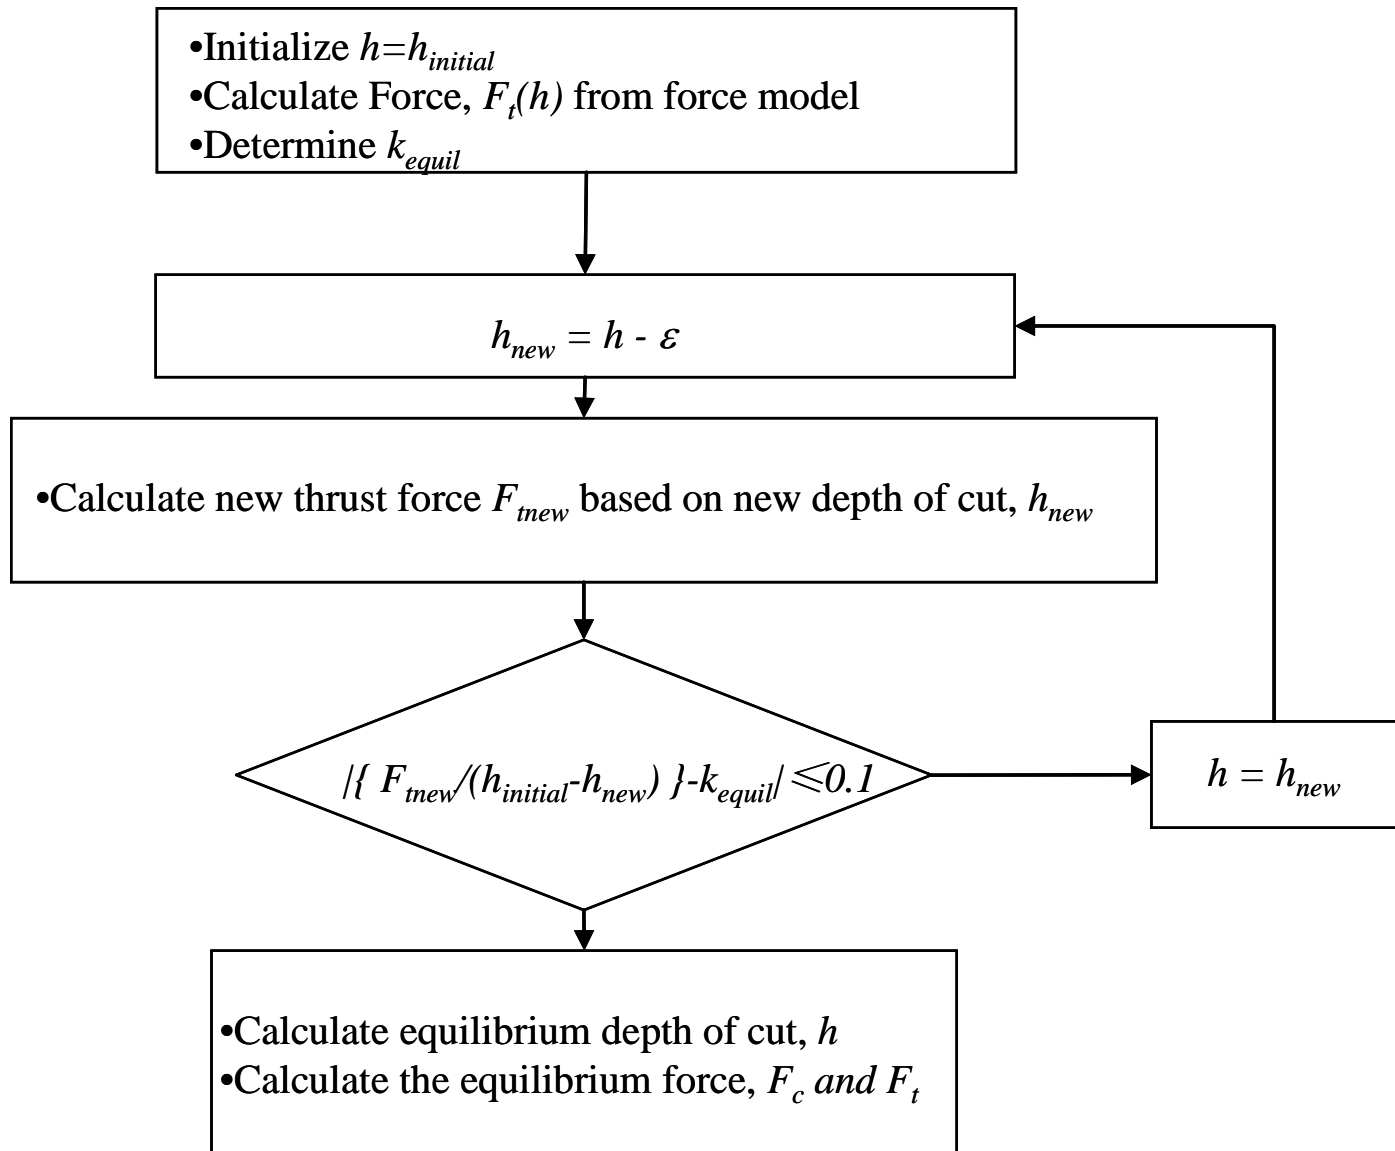 •Initialize h=h_initial
•Calculate Force, F_t(h) from force model
•Determine k_equil
h_new = h - ε
•Calculate new thrust force F_tnew based on new depth of cut, h_new
|{ F_tnew/(h_initial-h_new) }-k_equil| ≤0.1
h = h_new
•Calculate equilibrium depth of cut, h
•Calculate the equilibrium force, F_c and F_t